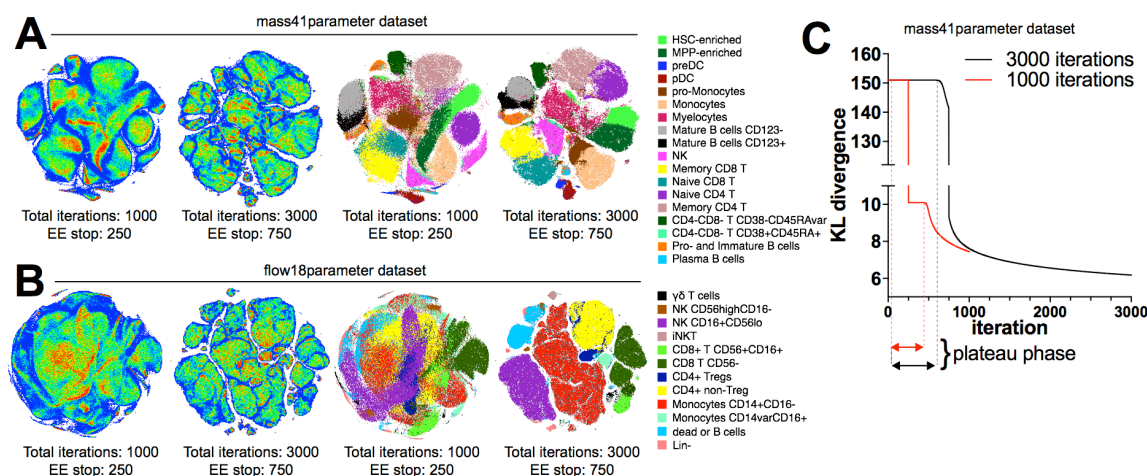 A
mass41parameter dataset
Total iterations: 1000
EE stop: 250
Total iterations: 3000
EE stop: 750
Total iterations: 1000
EE stop: 250
Total iterations: 3000
EE stop: 750
HSC-enriched
MPP-enriched
preDC
pDC
pro-Monocytes
Monocytes
Myelocytes
Mature B cells CD123-
Mature B cells CD123+
NK
Memory CD8 T
Naive CD8 T
Naive CD4 T
Memory CD4 T
CD4-CD8- T CD38-CD45RAvar
CD4-CD8- T CD38+CD45RA+
Pro- and Immature B cells
Plasma B cells
B
flow18parameter dataset
Total iterations: 1000
EE stop: 250
Total iterations: 3000
EE stop: 750
Total iterations: 1000
EE stop: 250
Total iterations: 3000
EE stop: 750
γδ T cells
NK CD56highCD16-
NK CD16+CD56lo
iNKT
CD8+ T CD56+CD16+
CD8 T CD56-
CD4+ Tregs
CD4+ non-Treg
Monocytes CD14+CD16-
Monocytes CD14varCD16+
dead or B cells
Lin-
C
mass41parameter dataset
3000 iterations
1000 iterations
KL divergence
160
150
140
130
10
8
6
0
1000
2000
3000
iteration
} plateau phase